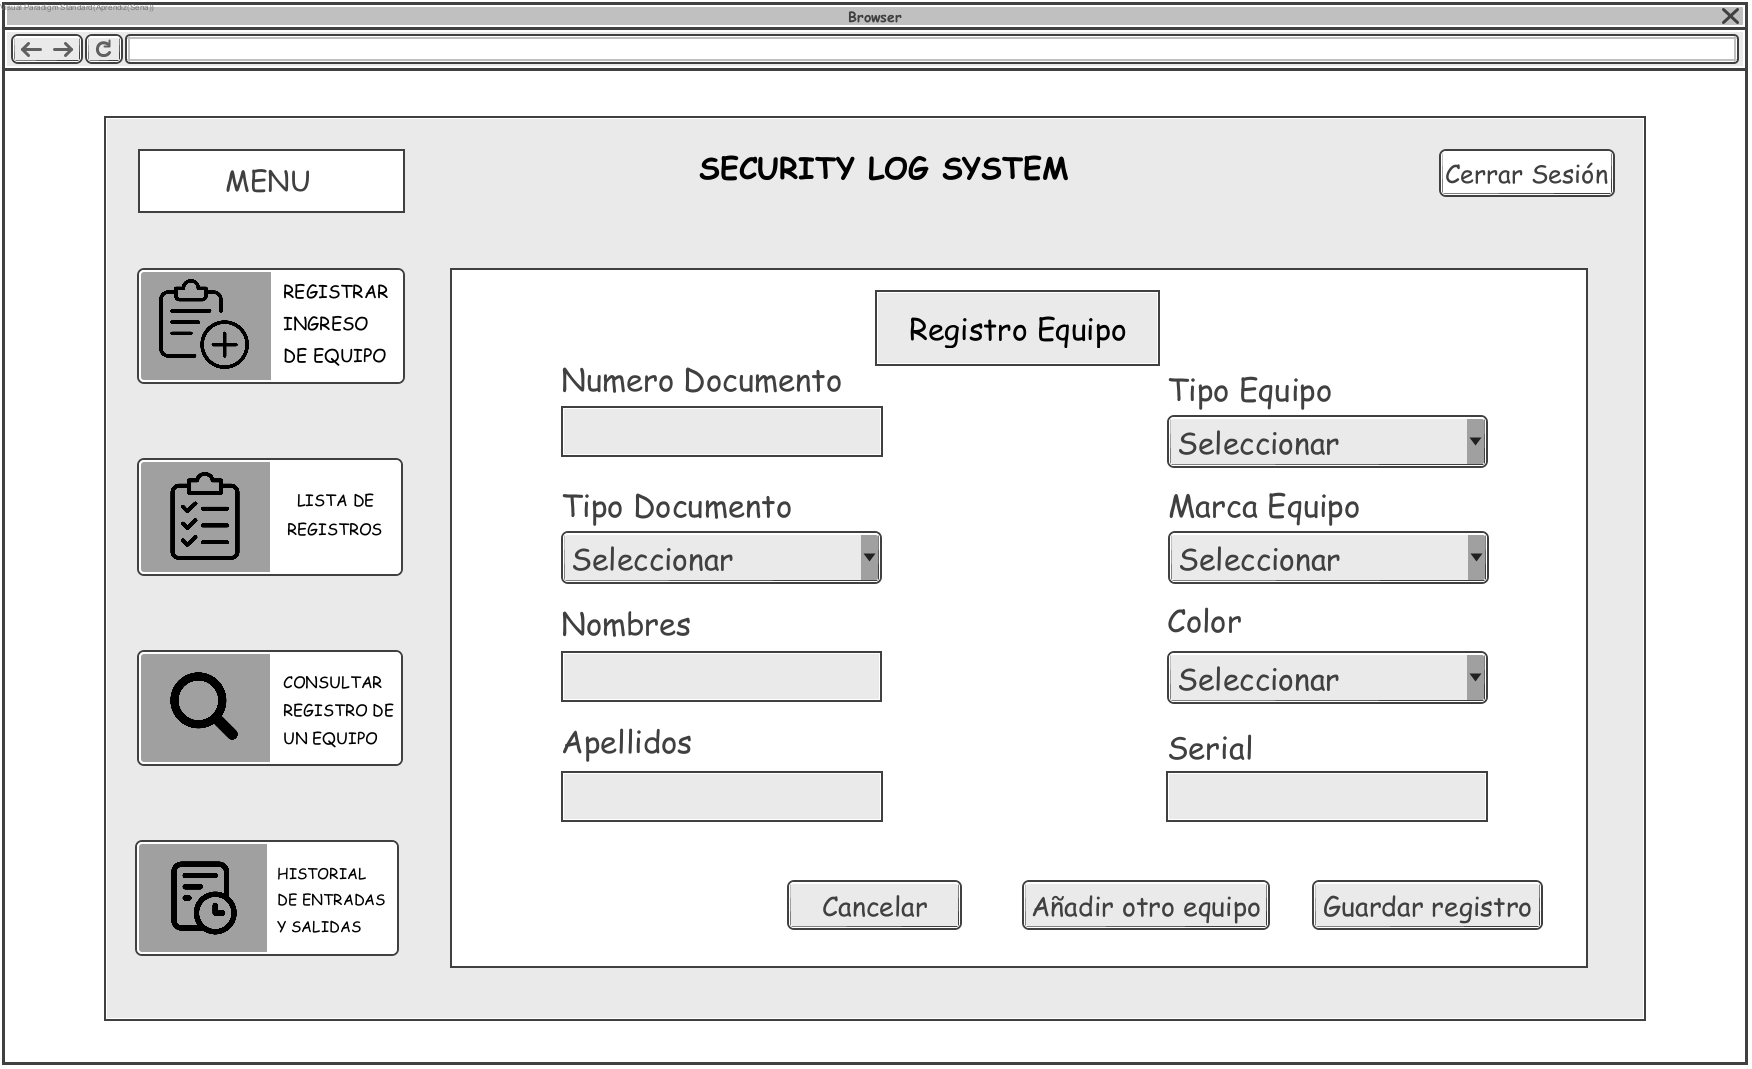 Visual Paradigm Standard(Aprendiz(Sena))
Browser
MENU
SECURITY LOG SYSTEM
Cerrar Sesión
REGISTRAR
INGRESO
DE EQUIPO
LISTA DE
REGISTROS
CONSULTAR
REGISTRO DE
UN EQUIPO
HISTORIAL
DE ENTRADAS
Y SALIDAS
Registro Equipo
Numero Documento
Tipo Documento
Seleccionar
Nombres
Apellidos
Tipo Equipo
Seleccionar
Marca Equipo
Seleccionar
Color
Seleccionar
Serial
Cancelar
Añadir otro equipo
Guardar registro